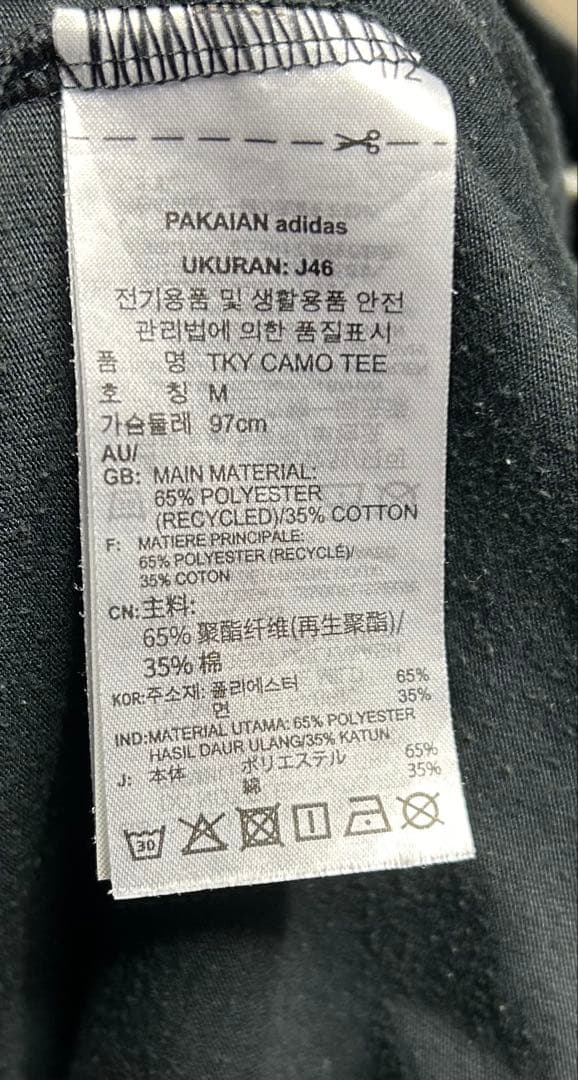 1/2
PAKAIAN adidas
UKURAN: J46
전기용품 및 생활용품 안전
관리법에 의한 품질표시
품 명 TKY CAMO TEE
호 칭 M
가슴둘레 97cm
AU/
GB: MAIN MATERIAL:
65% POLYESTER
(RECYCLED)/35% COTTON
F: MATIERE PRINCIPALE:
65% POLYESTER (RECYCLÉ)/
35% COTON
CN:主料:
65% 聚酯纤维(再生聚酯)/
35% 棉
KOR:주소재: 폴리에스터 65%
면 35%
IND:MATERIAL UTAMA: 65% POLYESTER
HASIL DAUR ULANG/35% KATUN
J: 本体 ポリエステル 65%
綿 35%
30